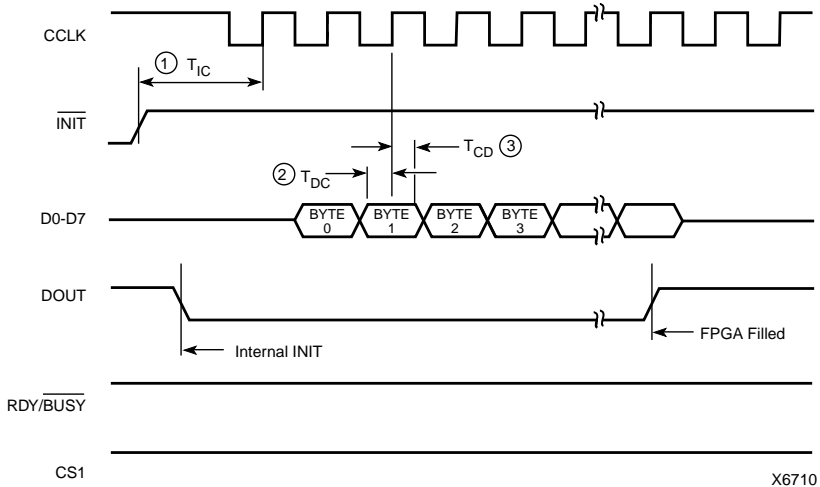 CCLK
① T_IC
INIT
T_CD ③
② T_DC
D0-D7
BYTE 0
BYTE 1
BYTE 2
BYTE 3
DOUT
FPGA Filled
Internal INIT
RDY/BUSY
CS1
X6710